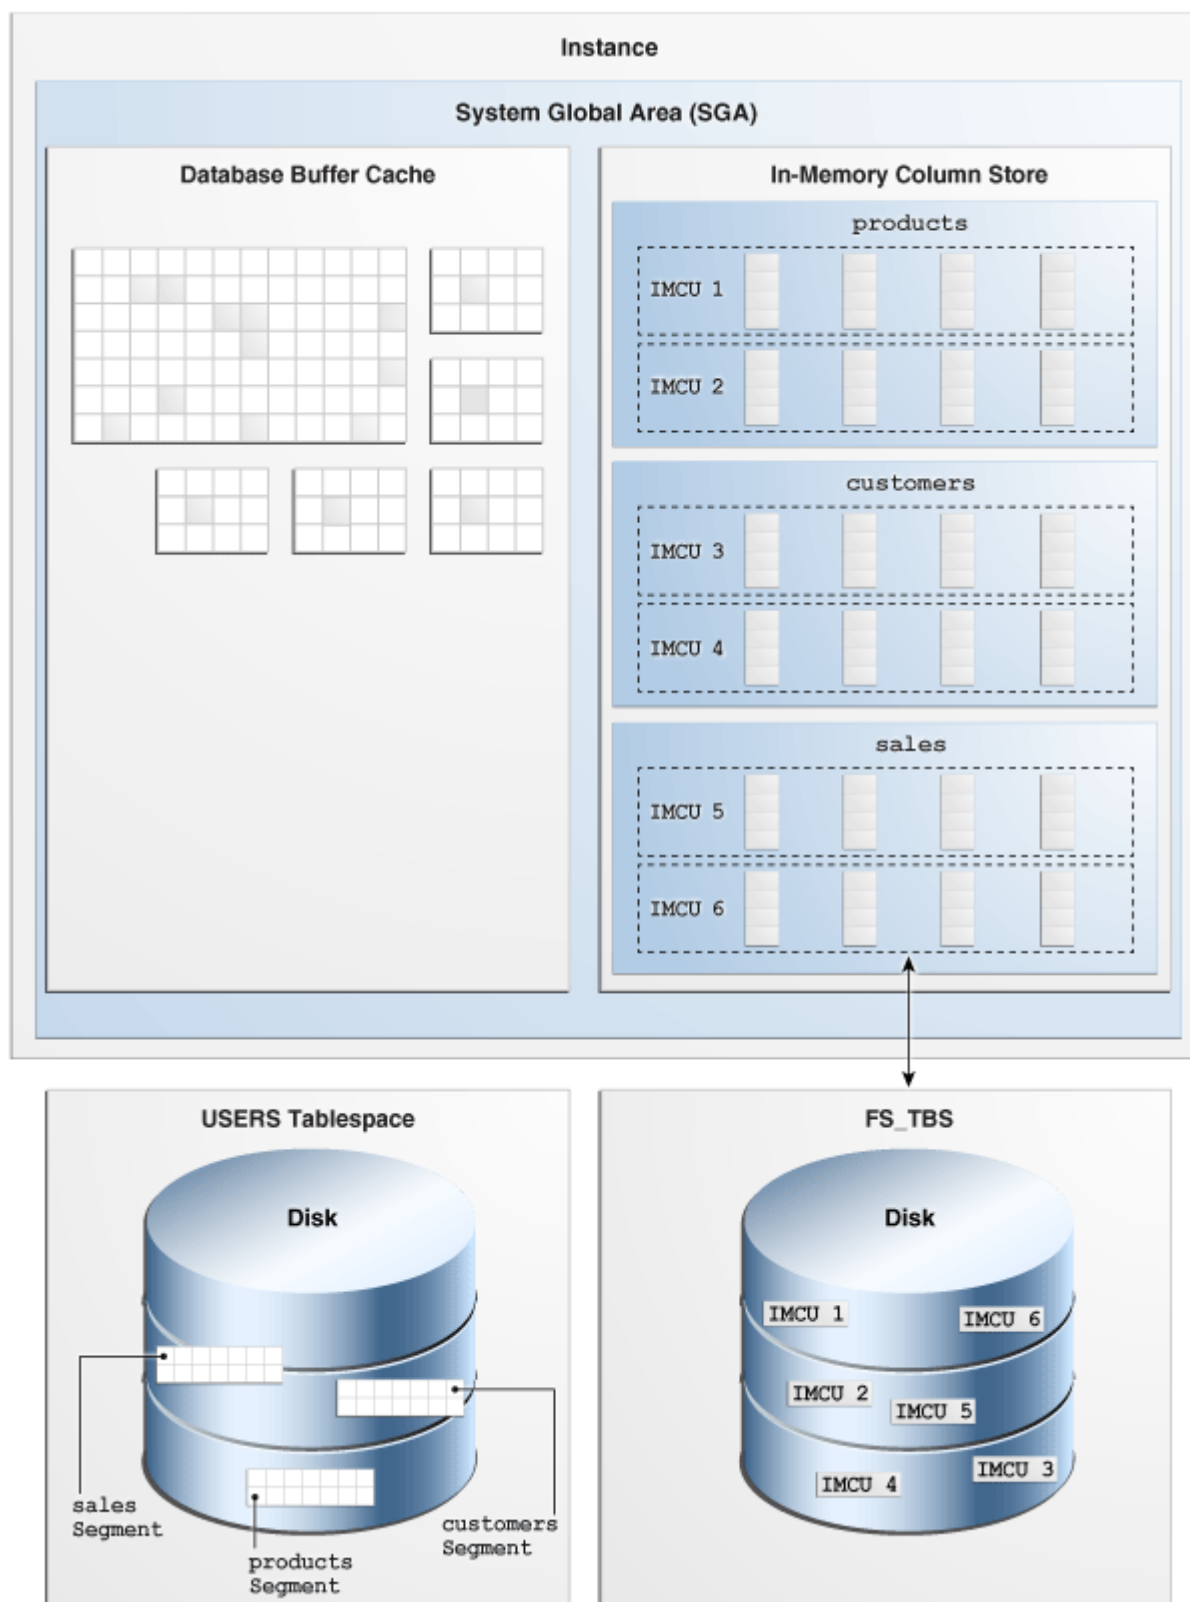 Instance
System Global Area (SGA)
Database Buffer Cache
In-Memory Column Store
products
IMCU 1
IMCU 2
customers
IMCU 3
IMCU 4
sales
IMCU 5
IMCU 6
USERS Tablespace
Disk
sales
Segment
products
Segment
customers
Segment
FS_TBS
Disk
IMCU 1
IMCU 6
IMCU 2
IMCU 5
IMCU 3
IMCU 4